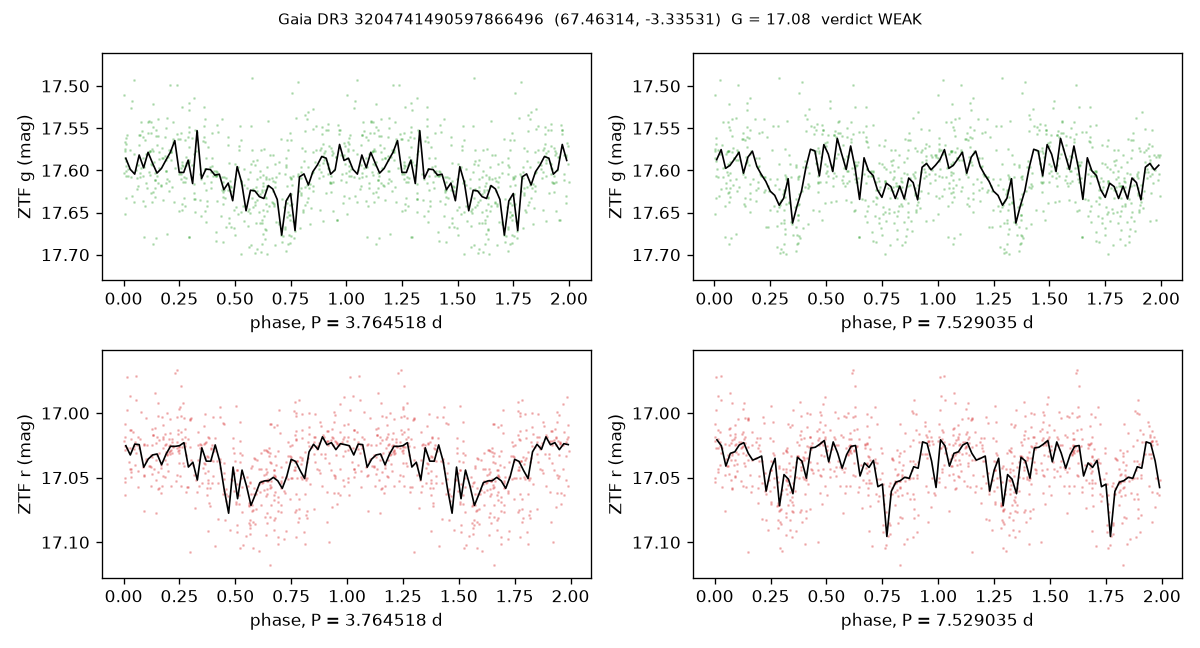 Gaia DR3 3204741490597866496 (67.46314, -3.33531) G = 17.08 verdict WEAK
ZTF g (mag)
17.50
17.55
17.60
17.65
17.70
0.00 0.25 0.50 0.75 1.00 1.25 1.50 1.75 2.00
phase, P = 3.764518 d
ZTF g (mag)
17.50
17.55
17.60
17.65
17.70
0.00 0.25 0.50 0.75 1.00 1.25 1.50 1.75 2.00
phase, P = 7.529035 d
ZTF r (mag)
17.00
17.05
17.10
0.00 0.25 0.50 0.75 1.00 1.25 1.50 1.75 2.00
phase, P = 3.764518 d
ZTF r (mag)
17.00
17.05
17.10
0.00 0.25 0.50 0.75 1.00 1.25 1.50 1.75 2.00
phase, P = 7.529035 d